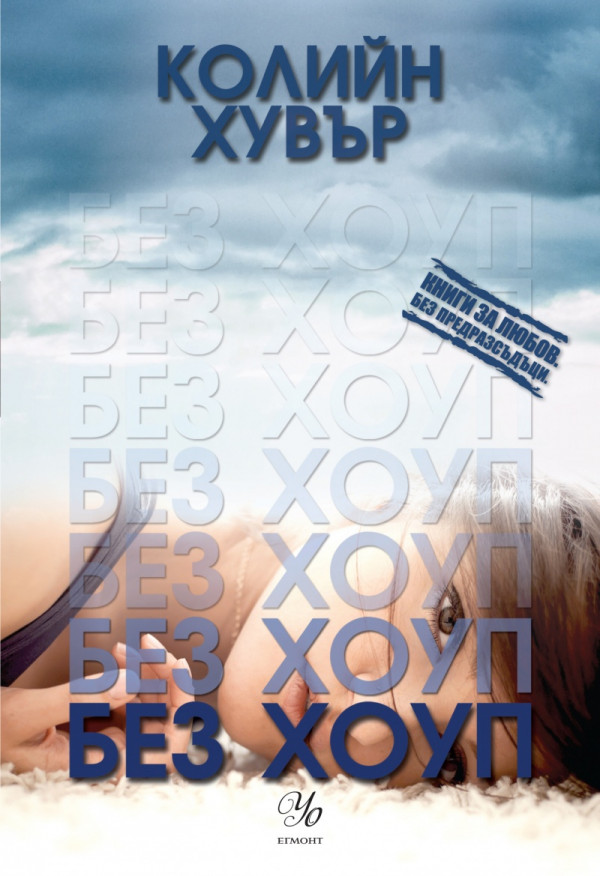 КОЛИЙН
ХУВЪР
БЕЗ ХОУП
БЕЗ ХОУП
КНИГИ ЗА ЛЮБОВ.
БЕЗ ПРЕДРАЗСЪДЪЦИ.
БЕЗ ХОУП
БЕЗ ХОУП
БЕЗ ХОУП
БЕЗ ХОУП
БЕЗ ХОУП
УО
ЕГМОНТ